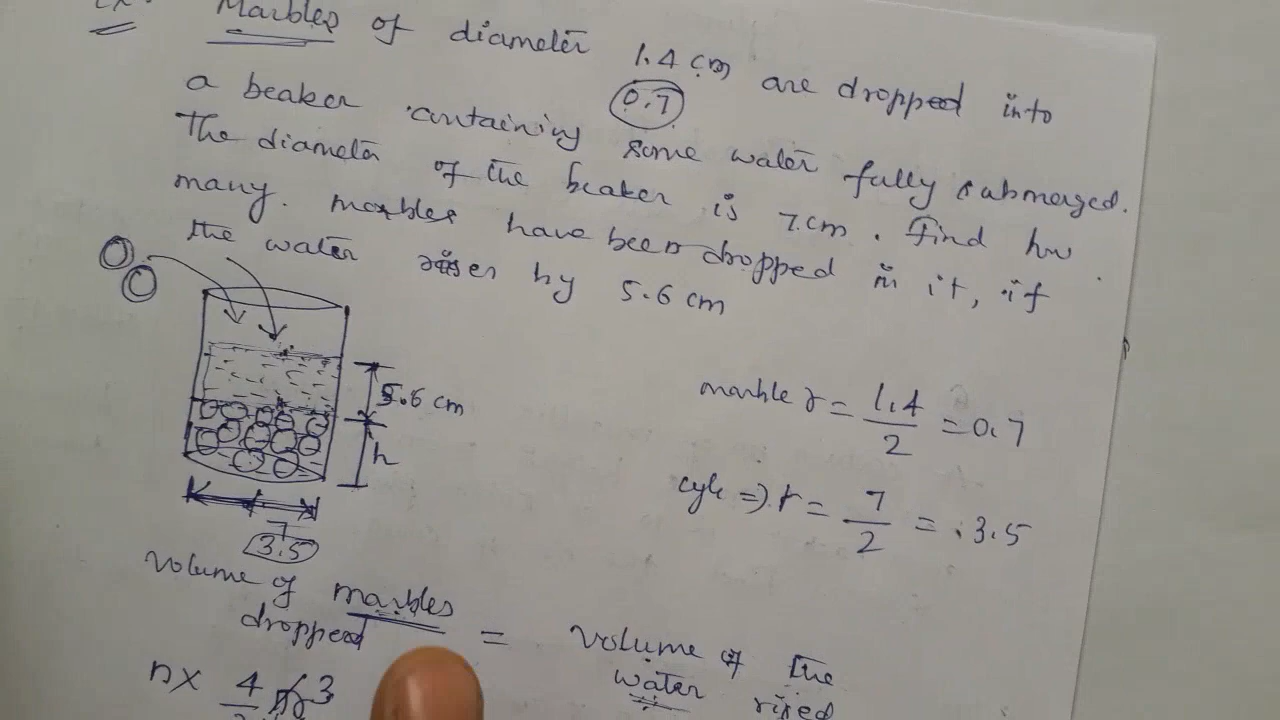 Ex.
Marbles of diameter 1.4 cm are dropped into
0.7
a beaker containing some water fully submerged.
The diameter of the beaker is 7cm. Find how
many. marbles have been dropped in it, if
the water rises by 5.6 cm
5.6 cm
h
7
3.5
marble r = 1.4/2 = 0.7
cyli => r = 7/2 = 3.5
Volume of marbles dropped = Volume of the water rised
n× 4